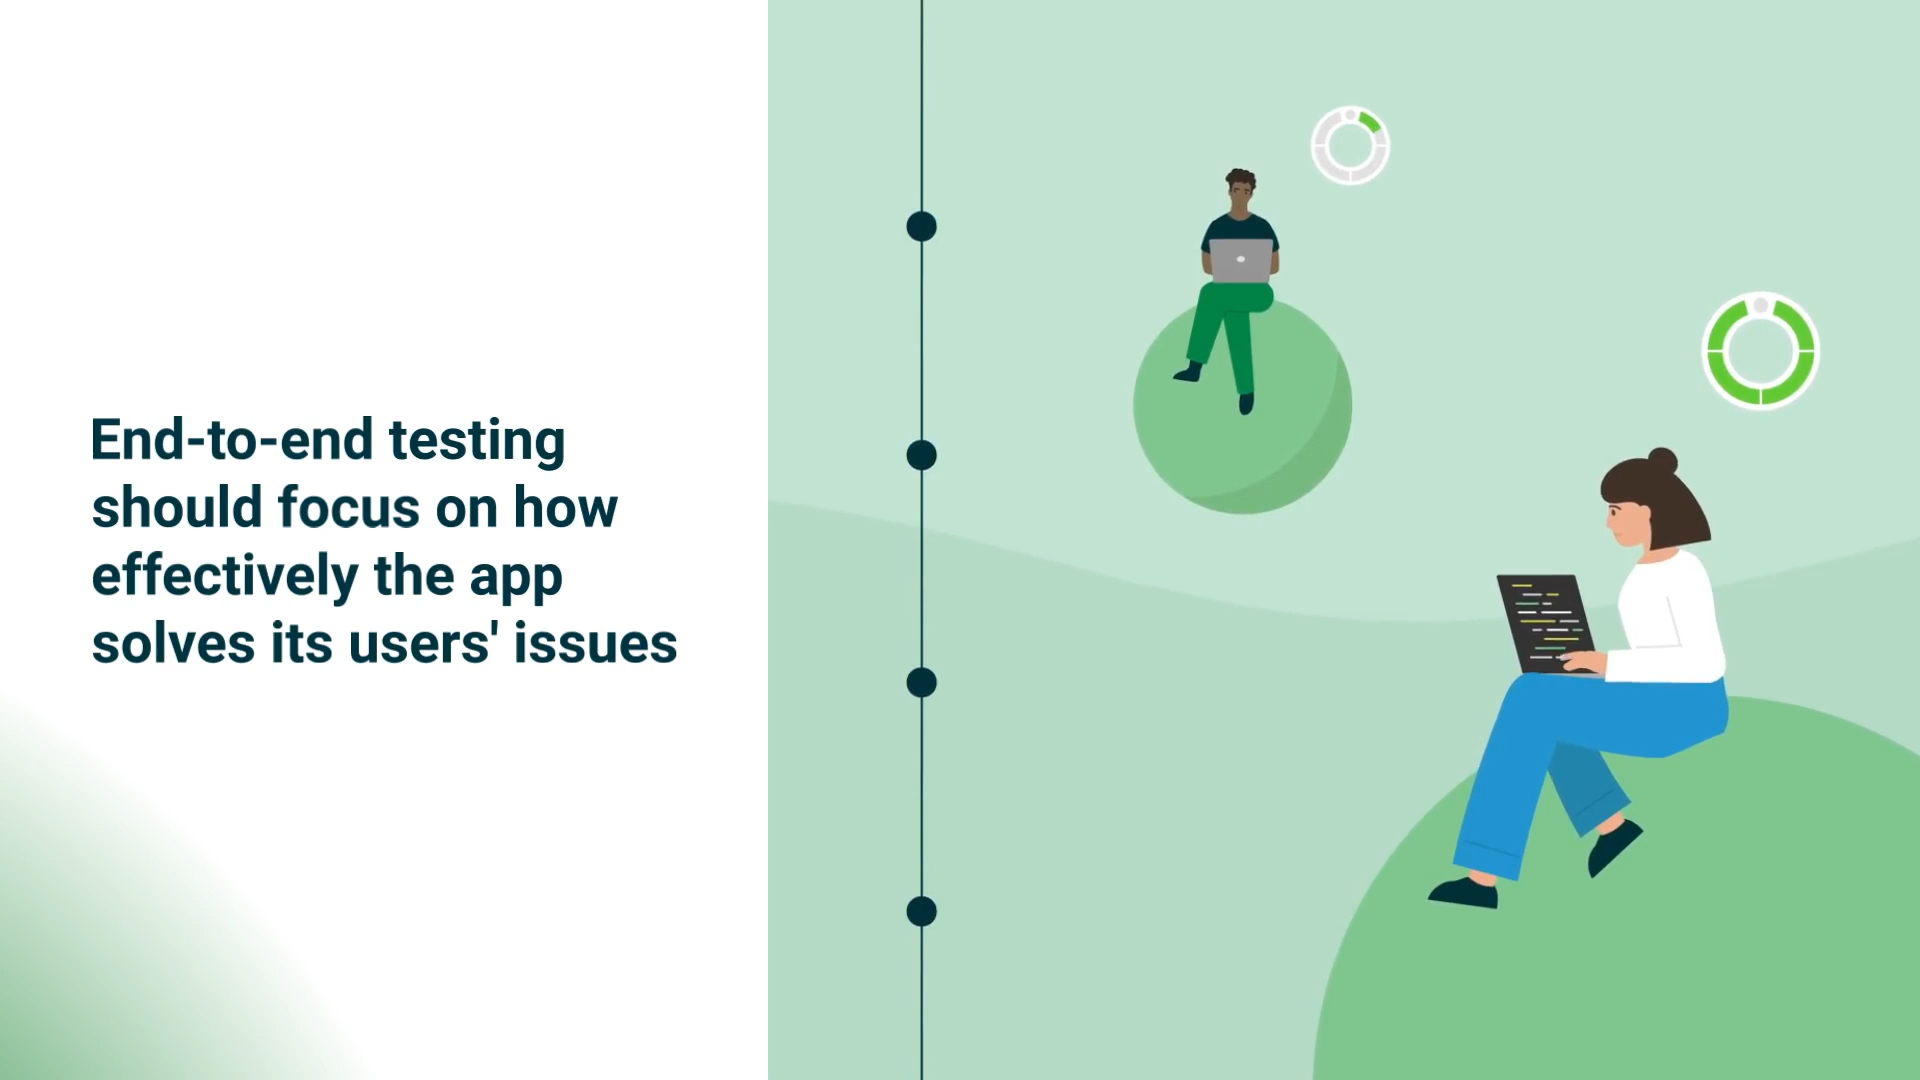 End-to-end testing
should focus on how
effectively the app
solves its users' issues